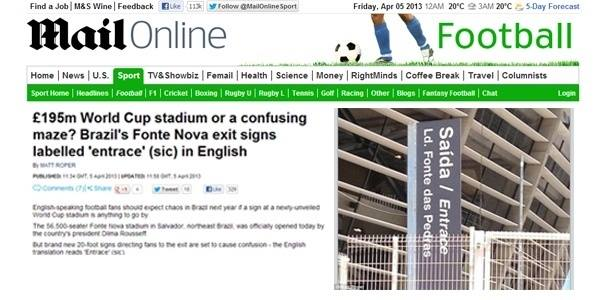 Find a Job | M&S Wine | Feedback Like 113k Follow @MailOnlineSport Friday, Apr 05 2013 12AM 20°C 3AM 20°C 5-Day Forecast
Mail Online Football
Home News U.S. Sport TV&Showbiz Femail Health Science Money RightMinds Coffee Break Travel Columnists
Sport Home Headlines Football F1 Cricket Boxing Rugby U Rugby L Tennis Golf Racing Other Blogs Fantasy Football Chat Login
£195m World Cup stadium or a confusing
maze? Brazil's Fonte Nova exit signs
labelled 'entrace' (sic) in English
By MATT ROPER
PUBLISHED: 11:34 GMT, 5 April 2013 | UPDATED: 11:58 GMT, 5 April 2013
Comments (7) Share +1 Tweet Like
English-speaking football fans should expect chaos in Brazil next year if a sign at a newly-unveiled
World Cup stadium is anything to go by
The 56,500-seater Fonte Nova stadium in Salvador, northeast Brazil, was officially opened today by
the country's president Dilma Rousseff.
But brand new 20-foot signs directing fans to the exit are set to cause confusion - the English
translation reads 'Entrace' (sic).
Saída / Entrace
Ld. Fonte das Pedras